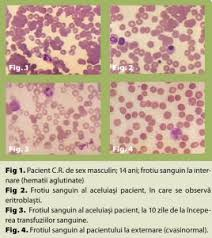 Fig. 1
Fig. 2
Fig. 3
Fig. 4
Fig 1. Pacient C.R. de sex masculin; 14 ani; frotiu sanguin la inter-
nare (hematii aglutinate)
Fig 2. Frotiu sanguin al aceluiași pacient, în care se observă
eritroblaști.
Fig 3. Frotiul sanguin al aceluiași pacient, la 10 zile de la începe-
rea transfuziilor sanguine.
Fig. 4. Frotiul sanguin al pacientului la externare (cvasinormal).